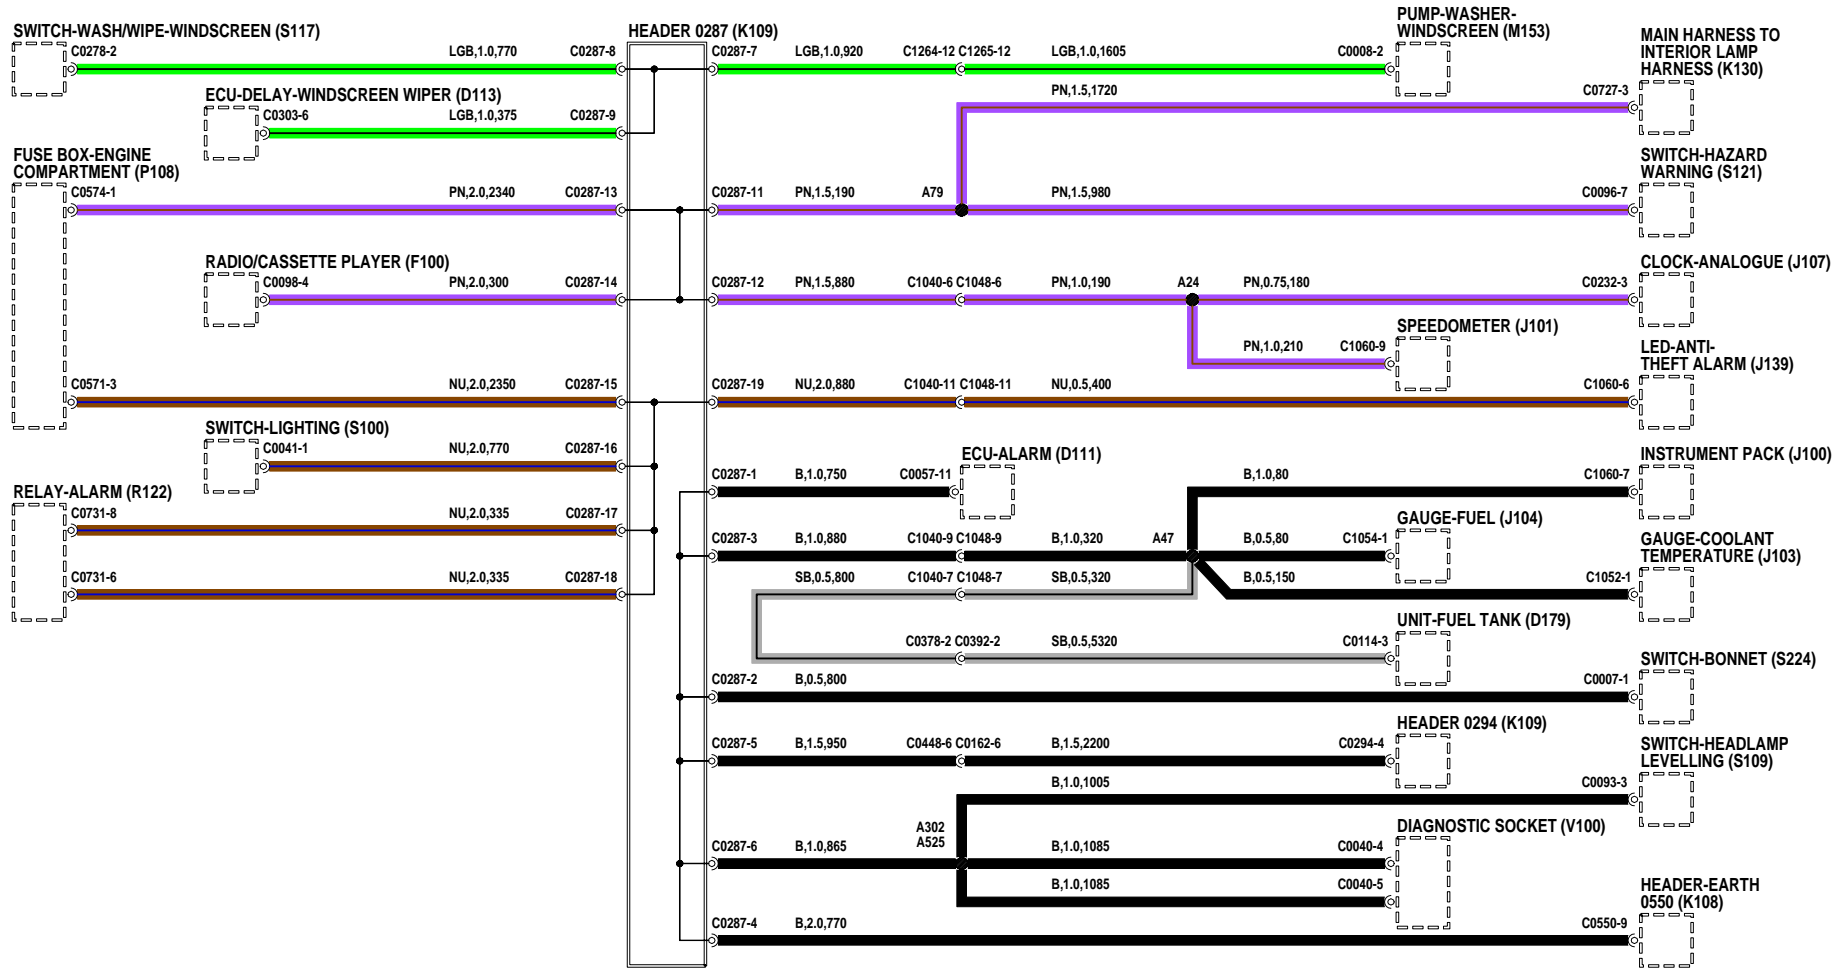 SWITCH-WASH/WIPE-WINDSCREEN (S117)
C0278-2 LGB,1.0,770 C0287-8
HEADER 0287 (K109)
C0287-7 LGB,1.0,920 C1264-12 C1265-12 LGB,1.0,1605 C0008-2
PUMP-WASHER-
WINDSCREEN (M153)
MAIN HARNESS TO
INTERIOR LAMP
HARNESS (K130)
PN,1.5,1720 C0727-3
ECU-DELAY-WINDSCREEN WIPER (D113)
C0303-6 LGB,1.0,375 C0287-9
FUSE BOX-ENGINE
COMPARTMENT (P108)
C0574-1 PN,2.0,2340 C0287-13
C0287-11 PN,1.5,190 A79 PN,1.5,980 C0096-7
SWITCH-HAZARD
WARNING (S121)
RADIO/CASSETTE PLAYER (F100)
C0098-4 PN,2.0,300 C0287-14
C0287-12 PN,1.5,880 C1040-6 C1048-6 PN,1.0,190 A24 PN,0.75,180 C0232-3
CLOCK-ANALOGUE (J107)
SPEEDOMETER (J101)
PN,1.0,210 C1060-9
LED-ANTI-
THEFT ALARM (J139)
C0571-3 NU,2.0,2350 C0287-15
C0287-19 NU,2.0,880 C1040-11 C1048-11 NU,0.5,400 C1060-6
SWITCH-LIGHTING (S100)
C0041-1 NU,2.0,770 C0287-16
RELAY-ALARM (R122)
C0731-8 NU,2.0,335 C0287-17
C0731-6 NU,2.0,335 C0287-18
ECU-ALARM (D111)
C0287-1 B,1.0,750 C0057-11
B,1.0,80 C1060-7
INSTRUMENT PACK (J100)
GAUGE-FUEL (J104)
C0287-3 B,1.0,880 C1040-9 C1048-9 B,1.0,320 A47 B,0.5,80 C1054-1
GAUGE-COOLANT
TEMPERATURE (J103)
SB,0.5,800 C1040-7 C1048-7 SB,0.5,320 B,0.5,150 C1052-1
UNIT-FUEL TANK (D179)
C0378-2 C0392-2 SB,0.5,5320 C0114-3
SWITCH-BONNET (S224)
C0287-2 B,0.5,800 C0007-1
HEADER 0294 (K109)
C0287-5 B,1.5,950 C0448-6 C0162-6 B,1.5,2200 C0294-4
SWITCH-HEADLAMP
LEVELLING (S109)
B,1.0,1005 C0093-3
A302
A525
DIAGNOSTIC SOCKET (V100)
C0287-6 B,1.0,865 B,1.0,1085 C0040-4
B,1.0,1085 C0040-5
HEADER-EARTH
0550 (K108)
C0287-4 B,2.0,770 C0550-9